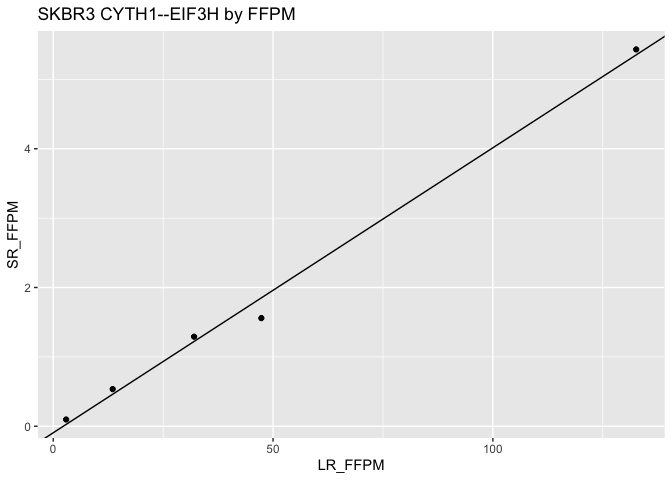 SKBR3 CYTH1--EIF3H by FFPM
4
2
0
SR_FFPM
0 50 100
LR_FFPM